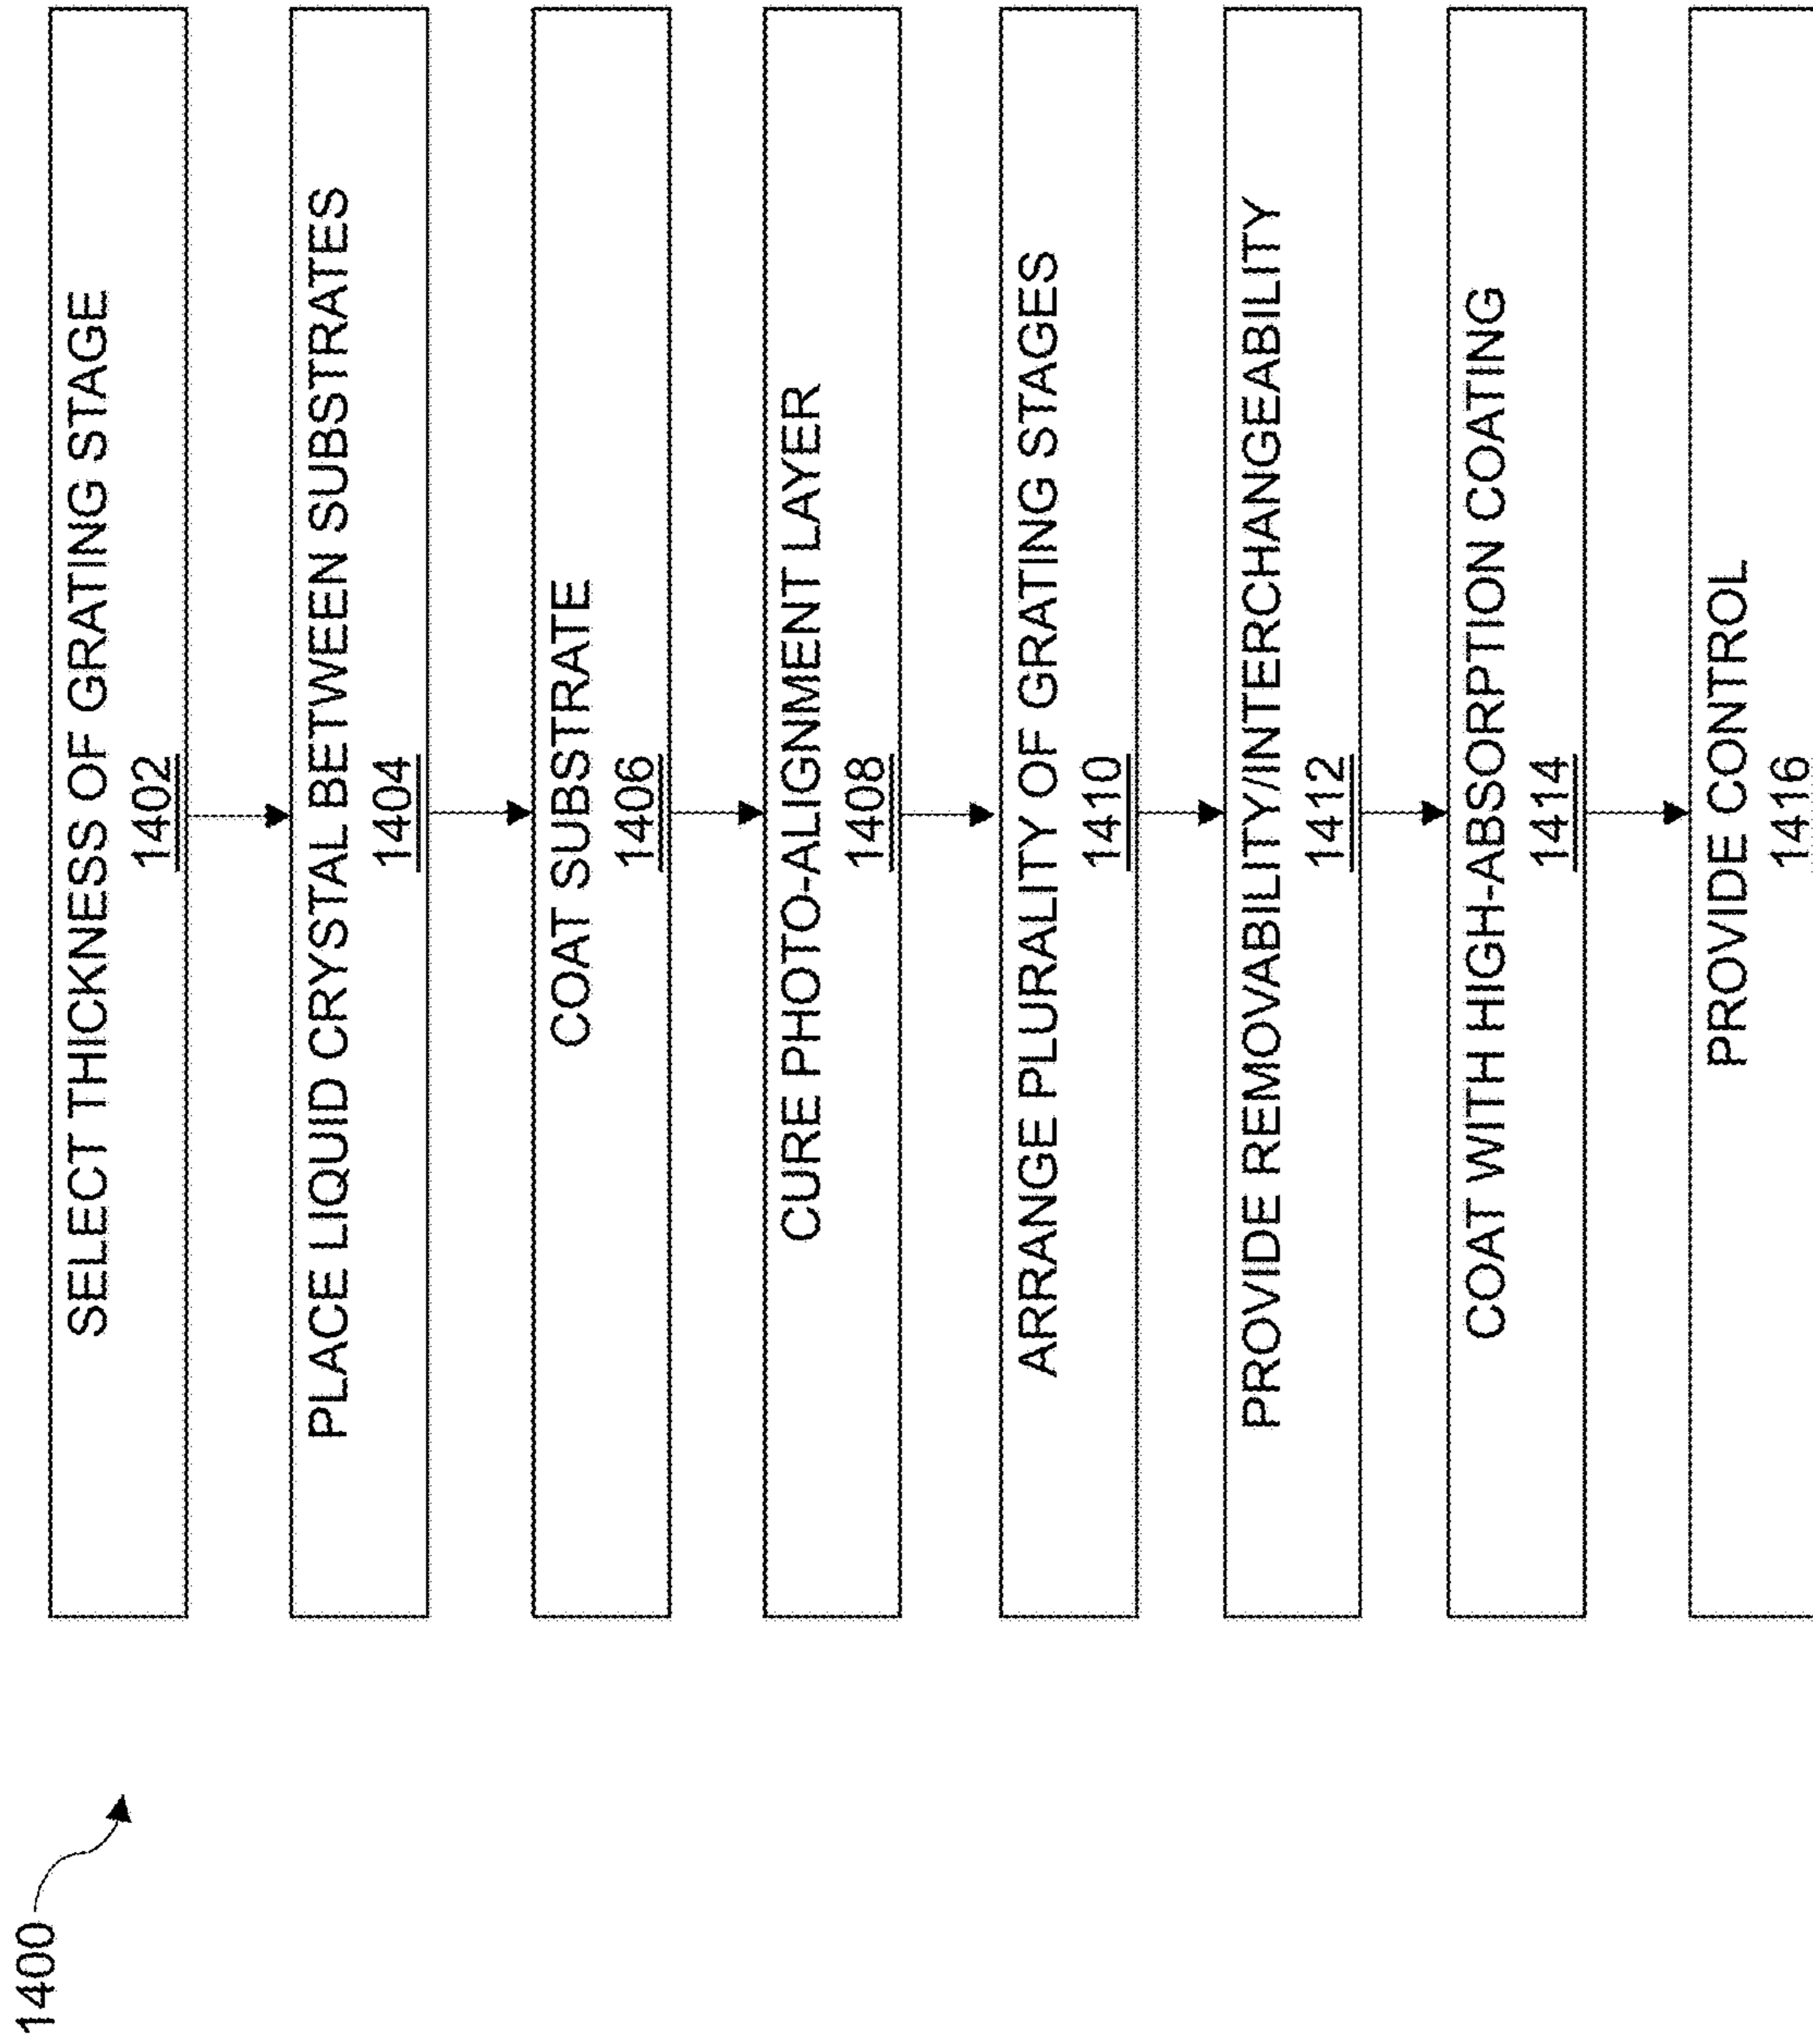 1400
SELECT THICKNESS OF GRATING STAGE
1402
PLACE LIQUID CRYSTAL BETWEEN SUBSTRATES
1404
COAT SUBSTRATE
1406
CURE PHOTO-ALIGNMENT LAYER
1408
ARRANGE PLURALITY OF GRATING STAGES
1410
PROVIDE REMOVABILITY/INTERCHANGEABILITY
1412
COAT WITH HIGH-ABSORPTION COATING
1414
PROVIDE CONTROL
1416